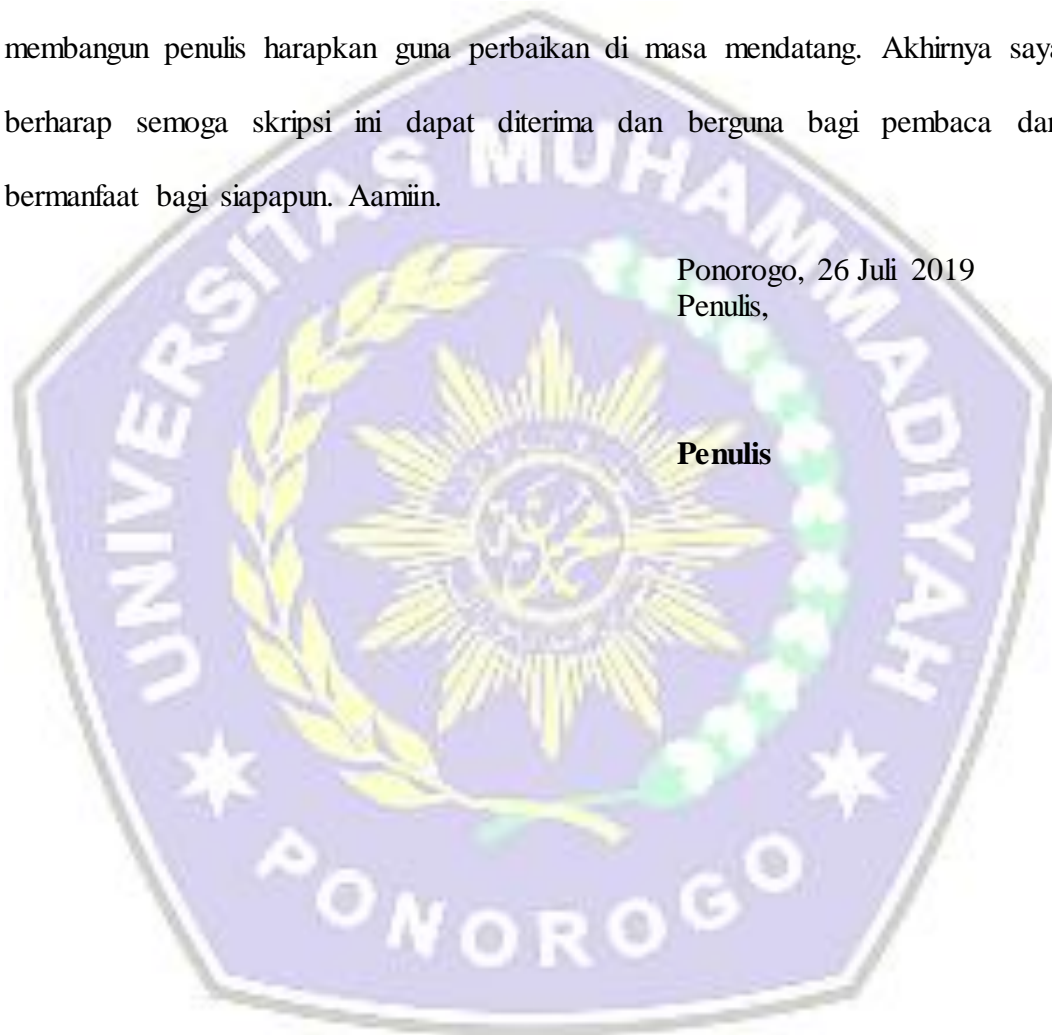 membangun penulis harapkan guna perbaikan di masa mendatang. Akhirnya saya
berharap semoga skripsi ini dapat diterima dan berguna bagi pembaca dan
bermanfaat bagi siapapun. Aamiin.
Ponorogo, 26 Juli 2019
Penulis,
Penulis
UNIVERSITAS MUHAMMADIYAH
PONOROGO